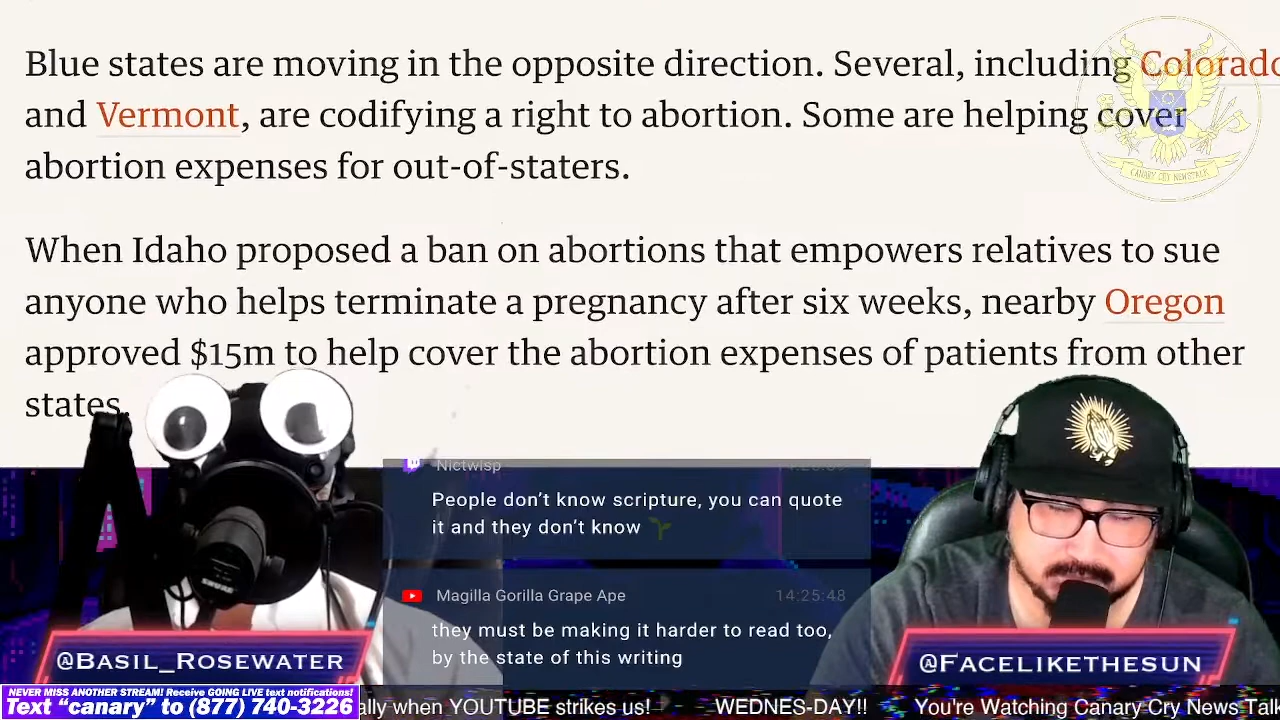 Blue states are moving in the opposite direction. Several, including Colorado
and Vermont, are codifying a right to abortion. Some are helping cover
abortion expenses for out-of-staters.
When Idaho proposed a ban on abortions that empowers relatives to sue
anyone who helps terminate a pregnancy after six weeks, nearby Oregon
approved $15m to help cover the abortion expenses of patients from other
states.
CANARY CRY NEWS TALK
Nictwisp
People don't know scripture, you can quote
it and they don't know
Magilla Gorilla Grape Ape 14:25:48
they must be making it harder to read too,
by the state of this writing
SHURE
@BASIL_ROSEWATER
@FACELIKETHESUN
NEVER MISS ANOTHER STREAM! Receive GOING LIVE text notifications!
Text “canary” to (877) 740-3226
ally when YOUTUBE strikes us! WEDNES-DAY!! You're Watching Canary Cry News Talk